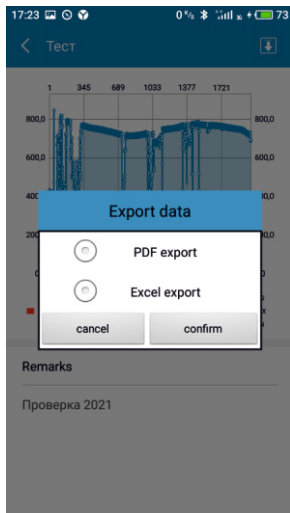 17:23 0 73
Тест
1 345 689 1033 1377 1721
800,0 800,0
600,0 600,0
Export data
PDF export
Excel export
cancel confirm
Remarks
Проверка 2021